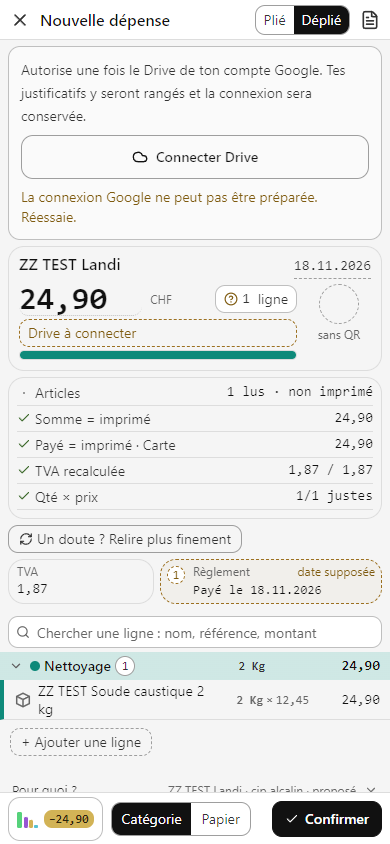 Nouvelle dépense
Plié Déplié
Autorise une fois le Drive de ton compte Google. Tes
justificatifs y seront rangés et la connexion sera
conservée.
Connecter Drive
La connexion Google ne peut pas être préparée.
Réessaie.
ZZ TEST Landi 18.11.2026
24,90 CHF ? 1 ligne
Drive à connecter
sans QR
· Articles 1 lus · non imprimé
Somme = imprimé 24,90
Payé = imprimé · Carte 24,90
TVA recalculée 1,87 / 1,87
Qté × prix 1/1 justes
Un doute ? Relire plus finement
TVA
1,87
1 Règlement date supposée
Payé le 18.11.2026
Chercher une ligne : nom, référence, montant
Nettoyage 1 2 Kg 24,90
ZZ TEST Soude caustique 2
kg
2 Kg × 12,45 24,90
+ Ajouter une ligne
Pour quoi ? ZZ TEST Landi · cip alcalin · proposé
−24,90
Catégorie Papier
Confirmer